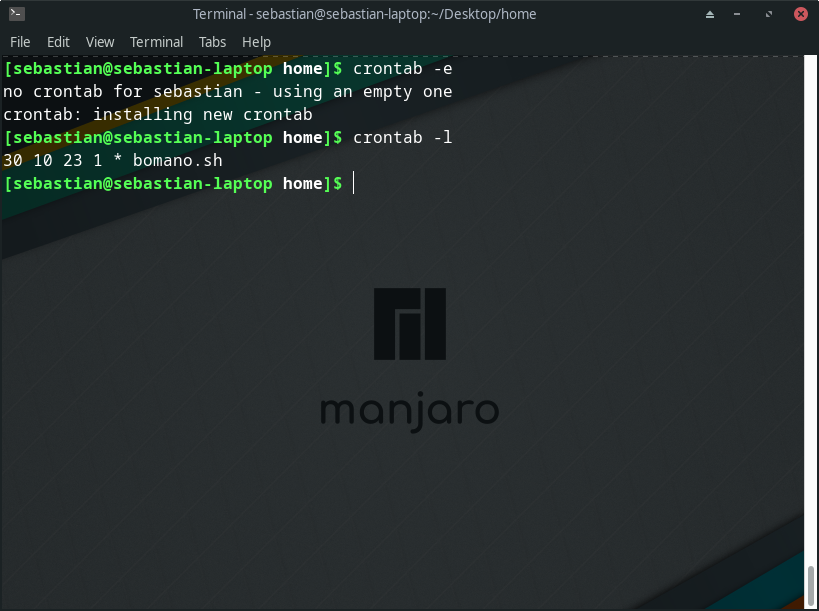 Terminal - sebastian@sebastian-laptop:~/Desktop/home
File Edit View Terminal Tabs Help
[sebastian@sebastian-laptop home]$ crontab -e
no crontab for sebastian - using an empty one
crontab: installing new crontab
[sebastian@sebastian-laptop home]$ crontab -l
30 10 23 1 * bomano.sh
[sebastian@sebastian-laptop home]$
manjaro